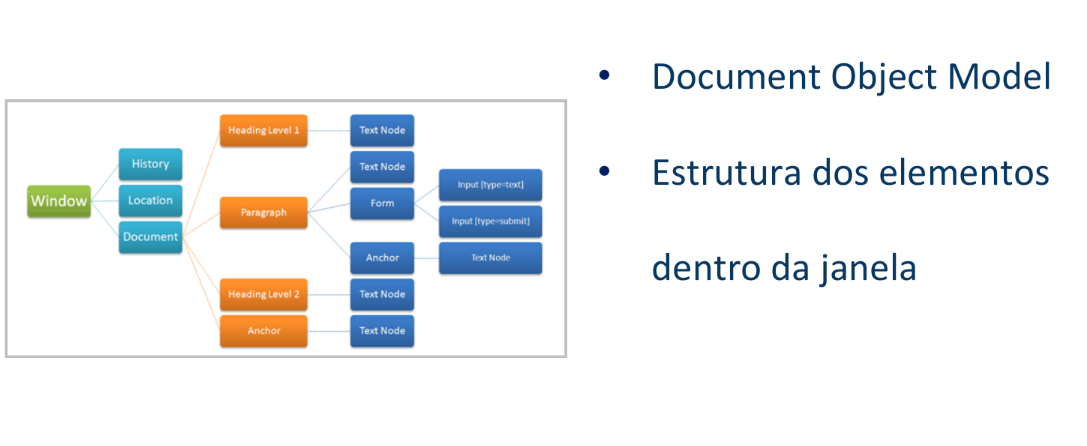 Window
History
Location
Document
Heading Level 1
Paragraph
Heading Level 2
Anchor
Text Node
Text Node
Form
Anchor
Text Node
Text Node
Input [type=text]
Input [type=submit]
Text Node
• Document Object Model
• Estrutura dos elementos
dentro da janela